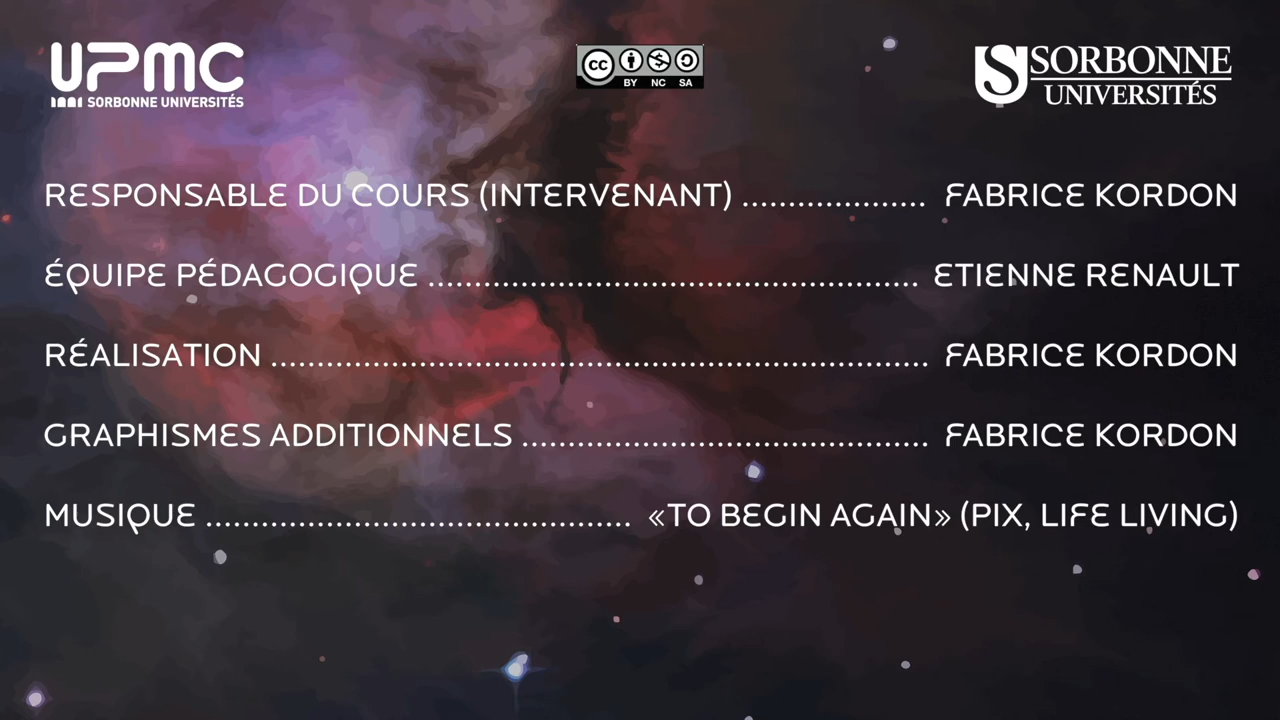 UPMC
SORBONNE UNIVERSITÉS
CC BY NC SA
SORBONNE
UNIVERSITÉS
RESPONSABLE DU COURS (INTERVENANT) .................... FABRICE KORDON
ÉQUIPE PÉDAGOGIQUE ..................................................... ETIENNE RENAULT
RÉALISATION ....................................................................... FABRICE KORDON
GRAPHISMES ADDITIONNELS ............................................ FABRICE KORDON
MUSIQUE .............................................. «TO BEGIN AGAIN» (PIX, LIFE LIVING)